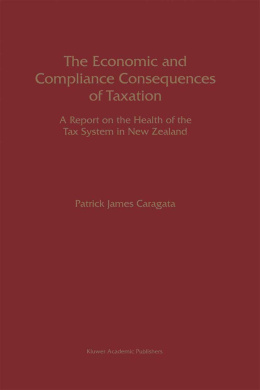 The Economic and
Compliance Consequences
of Taxation
A Report on the Health of the
Tax System in New Zealand
Patrick James Caragata
Kluwer Academic Publishers